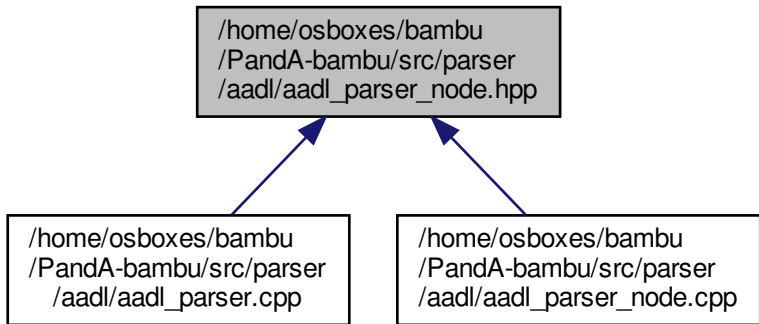 /home/osboxes/bambu
/PandA-bambu/src/parser
/aadl/aadl_parser_node.hpp
/home/osboxes/bambu
/PandA-bambu/src/parser
/aadl/aadl_parser.cpp
/home/osboxes/bambu
/PandA-bambu/src/parser
/aadl/aadl_parser_node.cpp